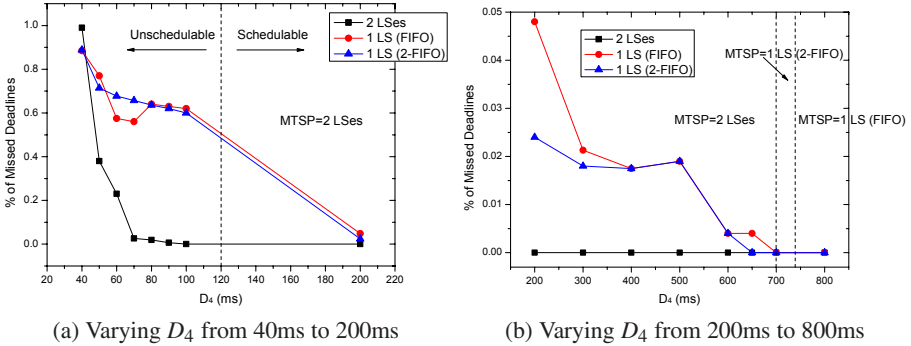 Unschedulable
Schedulable
2 LSes
1 LS (FIFO)
1 LS (2-FIFO)
MTSP=2 LSes
% of Missed Deadlines
1.0
0.8
0.6
0.4
0.2
0.0
20 40 60 80 100 120 140 160 180 200 220
D4 (ms)
(a) Varying D4 from 40ms to 200ms
2 LSes
1 LS (FIFO)
1 LS (2-FIFO)
MTSP=1 LS (2-FIFO)
MTSP=2 LSes
MTSP=1 LS (FIFO)
% of Missed Deadlines
0.05
0.04
0.03
0.02
0.01
0.00
200 300 400 500 600 700 800
D4 (ms)
(b) Varying D4 from 200ms to 800ms